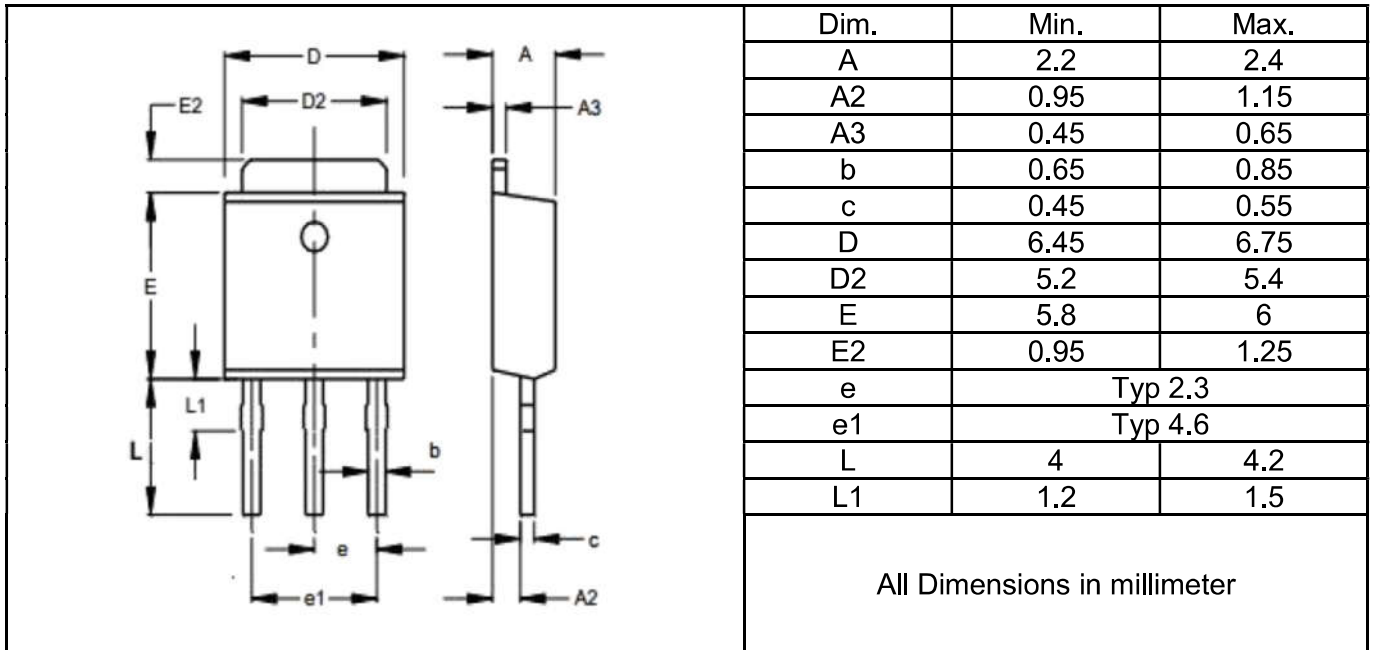 D
A
E2
D2
A3
E
L1
L
b
e
c
e1
A2
Dim. Min. Max.
A 2.2 2.4
A2 0.95 1.15
A3 0.45 0.65
b 0.65 0.85
c 0.45 0.55
D 6.45 6.75
D2 5.2 5.4
E 5.8 6
E2 0.95 1.25
e Typ 2.3
e1 Typ 4.6
L 4 4.2
L1 1.2 1.5
All Dimensions in millimeter